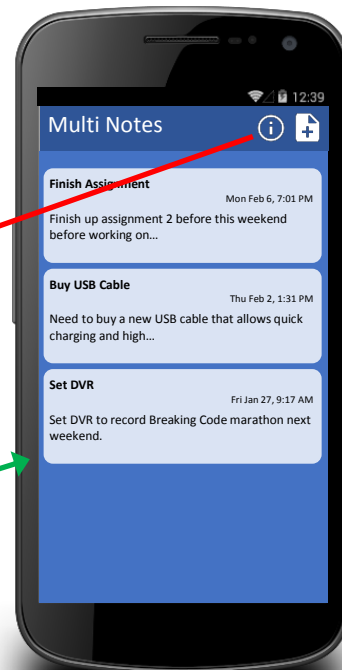 12:39
Multi Notes
Finish Assignment
Mon Feb 6, 7:01 PM
Finish up assignment 2 before this weekend
before working on…
Buy USB Cable
Thu Feb 2, 1:31 PM
Need to buy a new USB cable that allows quick
charging and high…
Set DVR
Fri Jan 27, 9:17 AM
Set DVR to record Breaking Code marathon next
weekend.